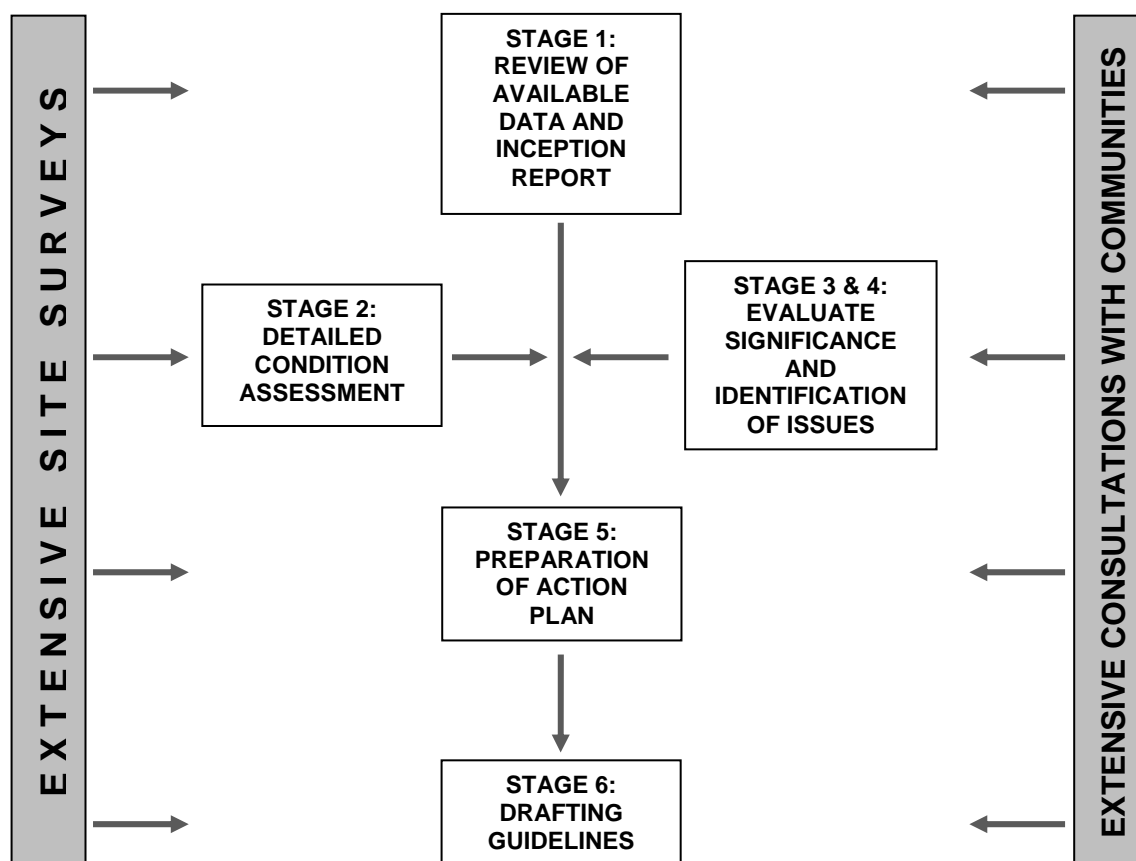 EXTENSIVE SITE SURVEYS
STAGE 1:
REVIEW OF
AVAILABLE
DATA AND
INCEPTION
REPORT
STAGE 2:
DETAILED
CONDITION
ASSESSMENT
STAGE 3 & 4:
EVALUATE
SIGNIFICANCE
AND
IDENTIFICATION
OF ISSUES
STAGE 5:
PREPARATION
OF ACTION
PLAN
STAGE 6:
DRAFTING
GUIDELINES
EXTENSIVE CONSULTATIONS WITH COMMUNITIES